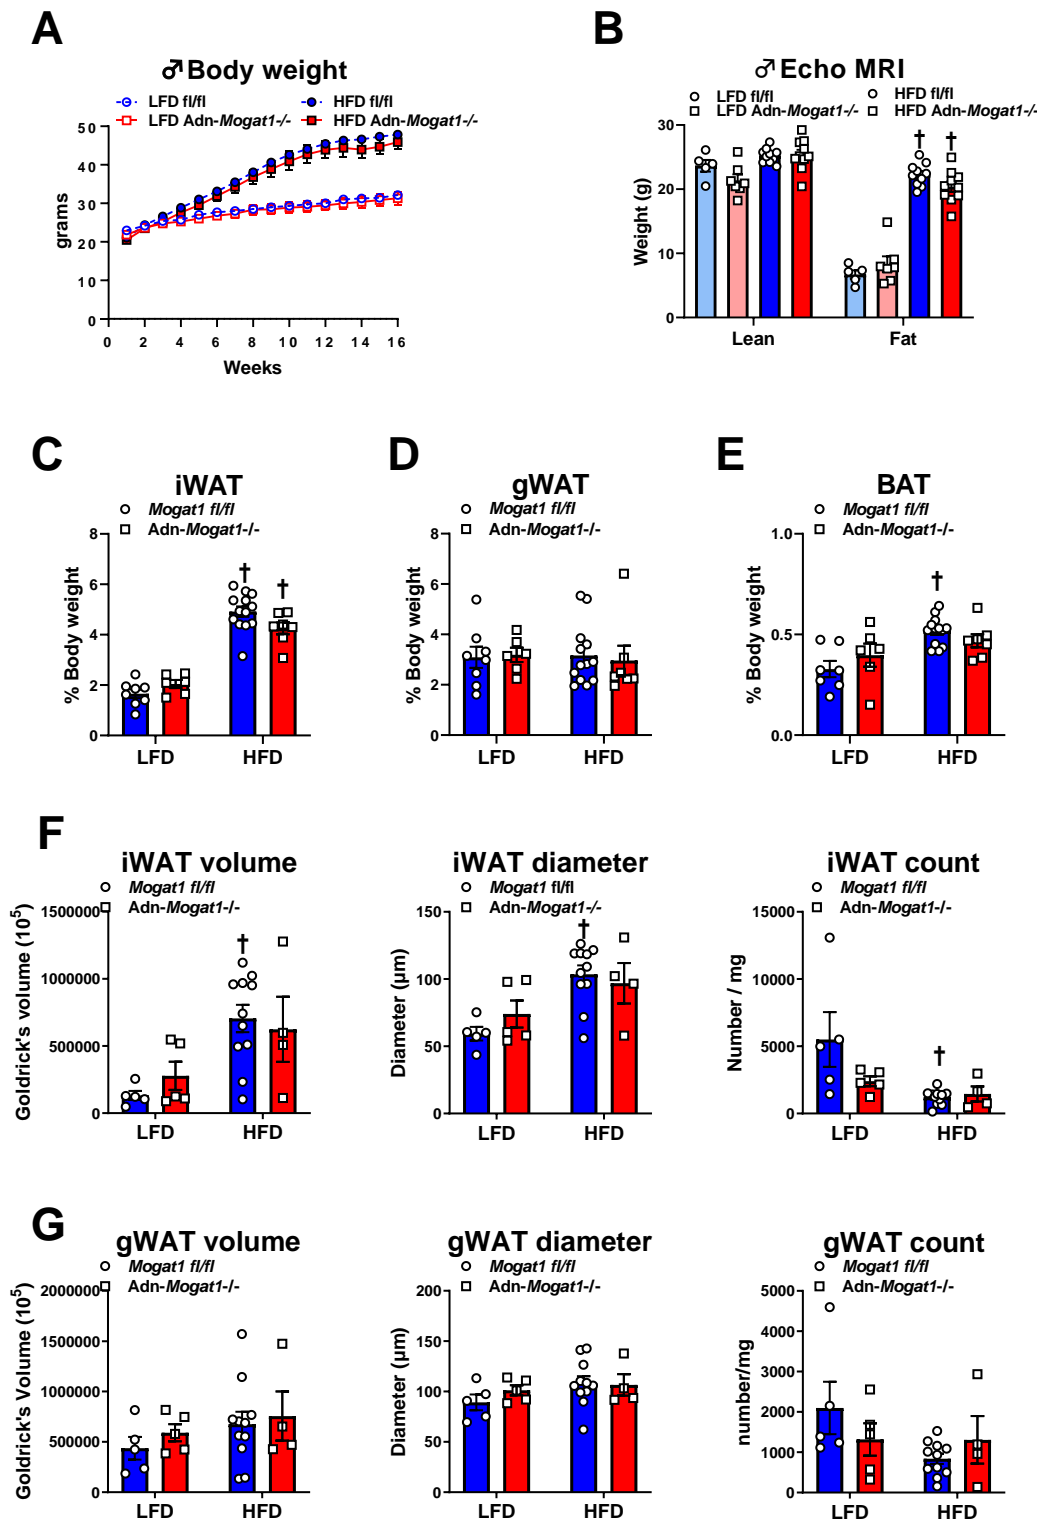 A
♂Body weight
LFD fl/fl
HFD fl/fl
LFD Adn-Mogat1-/-
HFD Adn-Mogat1-/-
grams
50
40
30
20
10
0
0 2 4 6 8 10 12 14 16
Weeks
B
♂Echo MRI
LFD fl/fl
HFD fl/fl
LFD Adn-Mogat1-/-
HFD Adn-Mogat1-/-
Weight (g)
30
20
10
0
† †
Lean Fat
C
iWAT
Mogat1 fl/fl
Adn-Mogat1-/-
% Body weight
8
6
4
2
0
† †
LFD HFD
D
gWAT
Mogat1 fl/fl
Adn-Mogat1-/-
% Body weight
8
6
4
2
0
LFD HFD
E
BAT
Mogat1 fl/fl
Adn-Mogat1-/-
% Body weight
1.0
0.5
0.0
†
LFD HFD
F
iWAT volume
Mogat1 fl/fl
Adn-Mogat1-/-
Goldrick's volume (10⁵)
1500000
1000000
500000
0
†
LFD HFD
iWAT diameter
Mogat1 fl/fl
Adn-Mogat1-/-
Diameter (µm)
150
100
50
0
†
LFD HFD
iWAT count
Mogat1 fl/fl
Adn-Mogat1-/-
Number / mg
15000
10000
5000
0
†
LFD HFD
G
gWAT volume
Mogat1 fl/fl
Adn-Mogat1-/-
Goldrick's Volume (10⁵)
2000000
1500000
1000000
500000
0
LFD HFD
gWAT diameter
Mogat1 fl/fl
Adn-Mogat1-/-
Diameter (µm)
200
100
0
LFD HFD
gWAT count
Mogat1 fl/fl
Adn-Mogat1-/-
number/mg
5000
4000
3000
2000
1000
0
LFD HFD